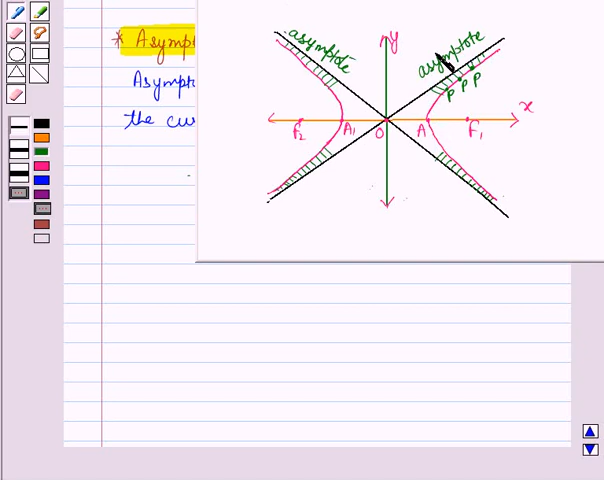 * Asympt
Asympt
the cu
asymptote
y
asymptote
P P P
x
F2 A1 O A F1